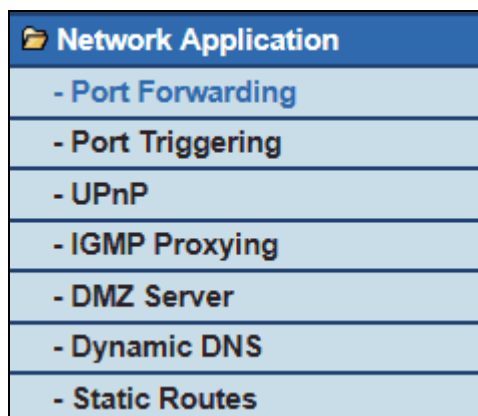 Network Application
- Port Forwarding
- Port Triggering
- UPnP
- IGMP Proxying
- DMZ Server
- Dynamic DNS
- Static Routes